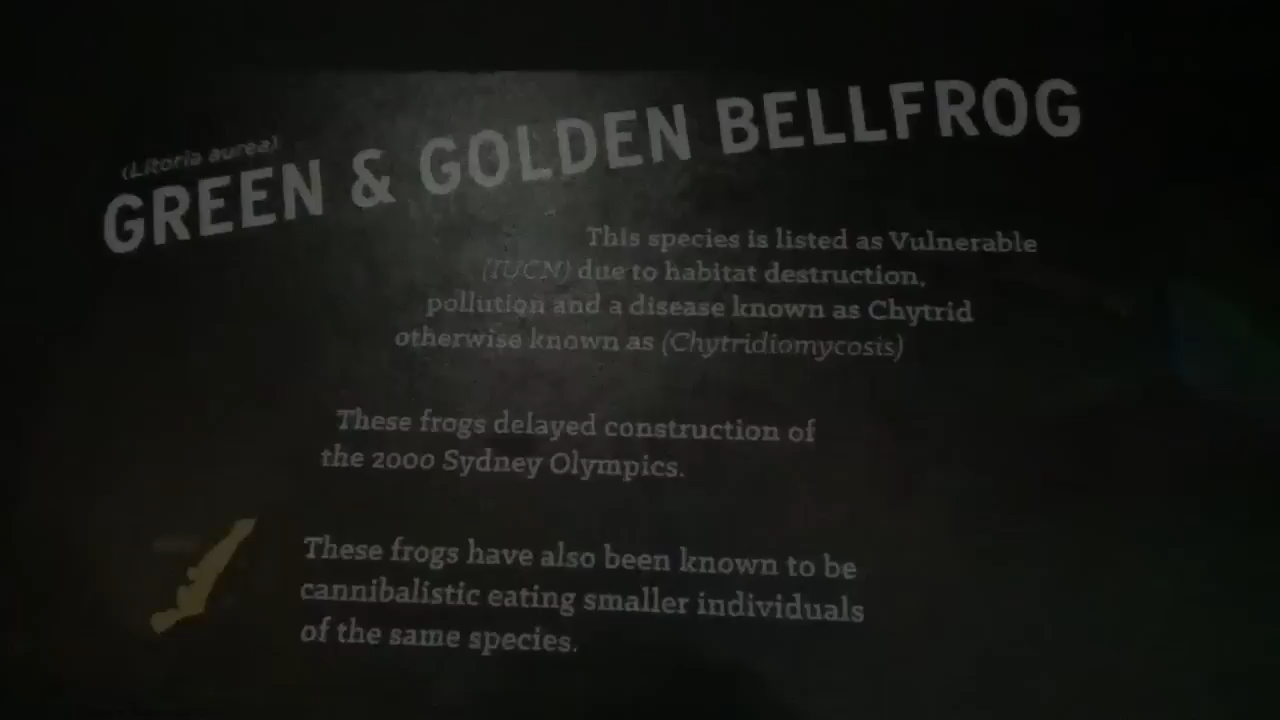 (Litoria aurea)
GREEN & GOLDEN BELLFROG
This species is listed as Vulnerable
(IUCN) due to habitat destruction,
pollution and a disease known as Chytrid
otherwise known as (Chytridiomycosis)
These frogs delayed construction of
the 2000 Sydney Olympics.
These frogs have also been known to be
cannibalistic eating smaller individuals
of the same species.